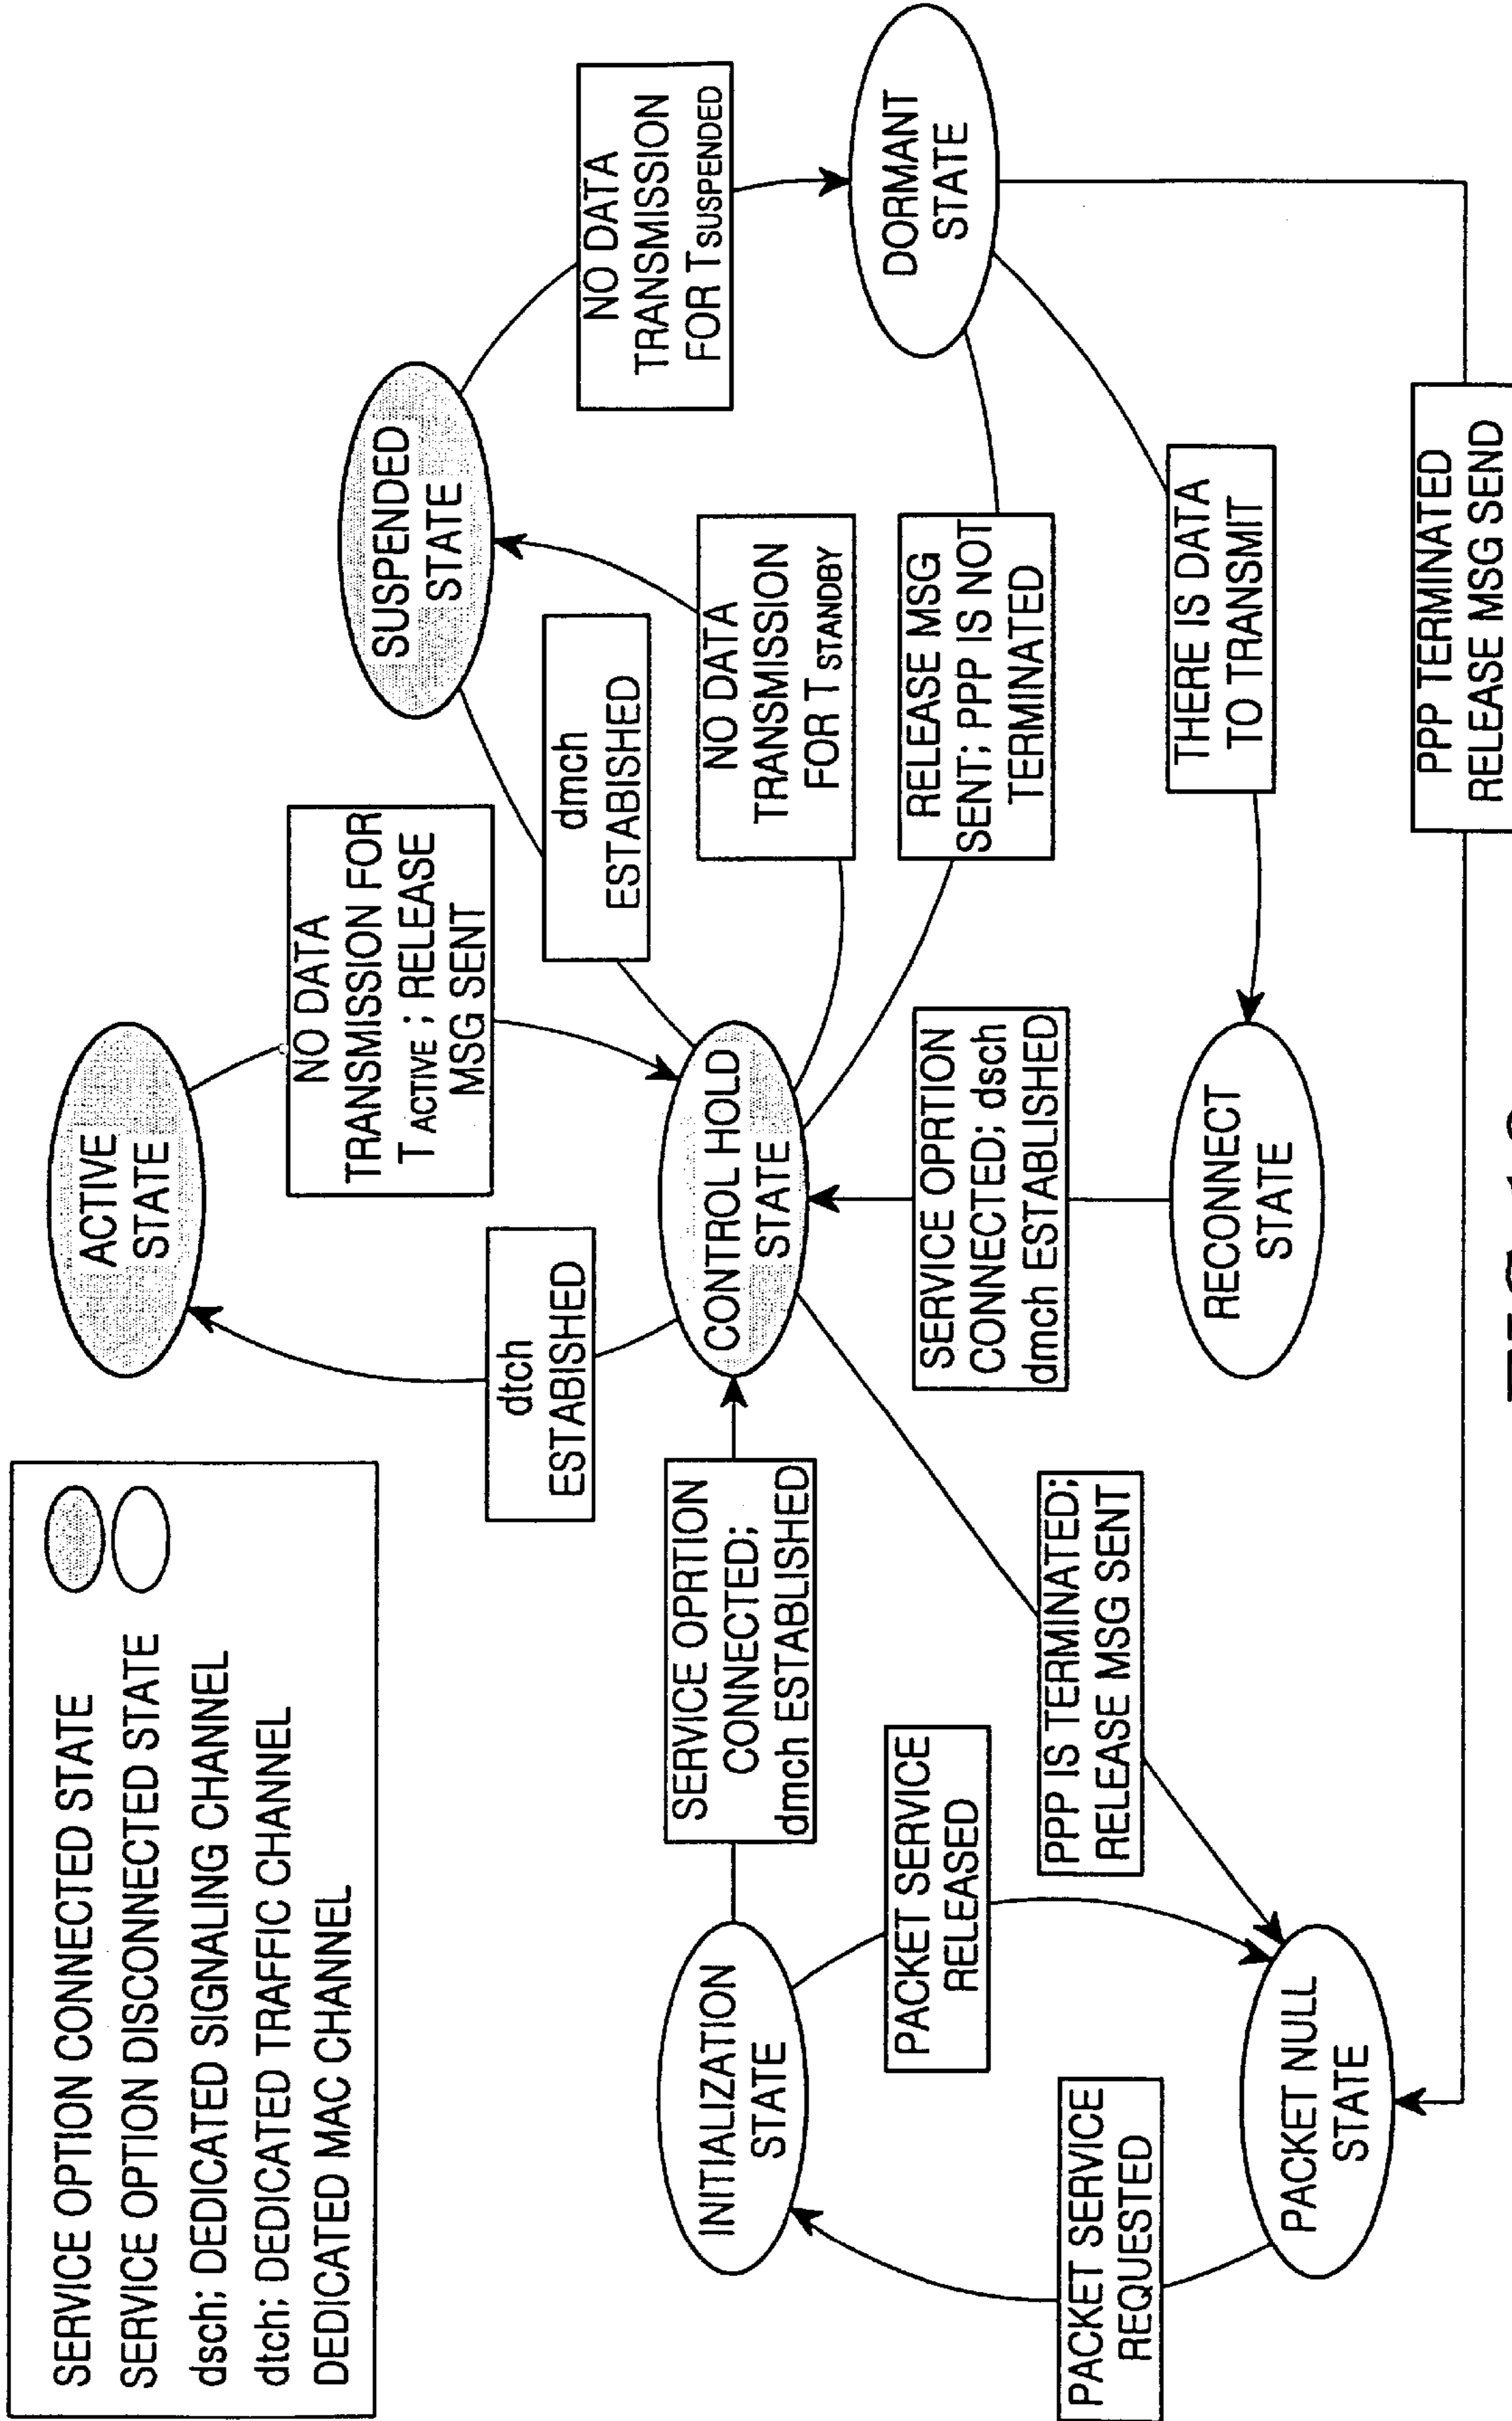 SERVICE OPTION CONNECTED STATE
SERVICE OPTION DISCONNECTED STATE
dsch; DEDICATED SIGNALING CHANNEL
dtch; DEDICATED TRAFFIC CHANNEL
DEDICATED MAC CHANNEL
ACTIVE
STATE
dtch
ESTABISHED
NO DATA
TRANSMISSION FOR
T ACTIVE ; RELEASE
MSG SENT
SUSPENDED
STATE
dmch
ESTABISHED
NO DATA
TRANSMISSION
FOR T SUSPENDED
NO DATA
TRANSMISSION
FOR T STANDBY
INITIALIZATION
STATE
SERVICE OPRTION
CONNECTED;
dmch ESTABLISHED
CONTROL HOLD
STATE
DORMANT
STATE
RELEASE MSG
SENT; PPP IS NOT
TERMINATED
PACKET SERVICE
RELEASED
SERVICE OPRTION
CONNECTED; dsch
dmch ESTABLISHED
PACKET SERVICE
REQUESTED
PPP IS TERMINATED;
RELEASE MSG SENT
THERE IS DATA
TO TRANSMIT
PACKET NULL
STATE
RECONNECT
STATE
PPP TERMINATED
RELEASE MSG SEND